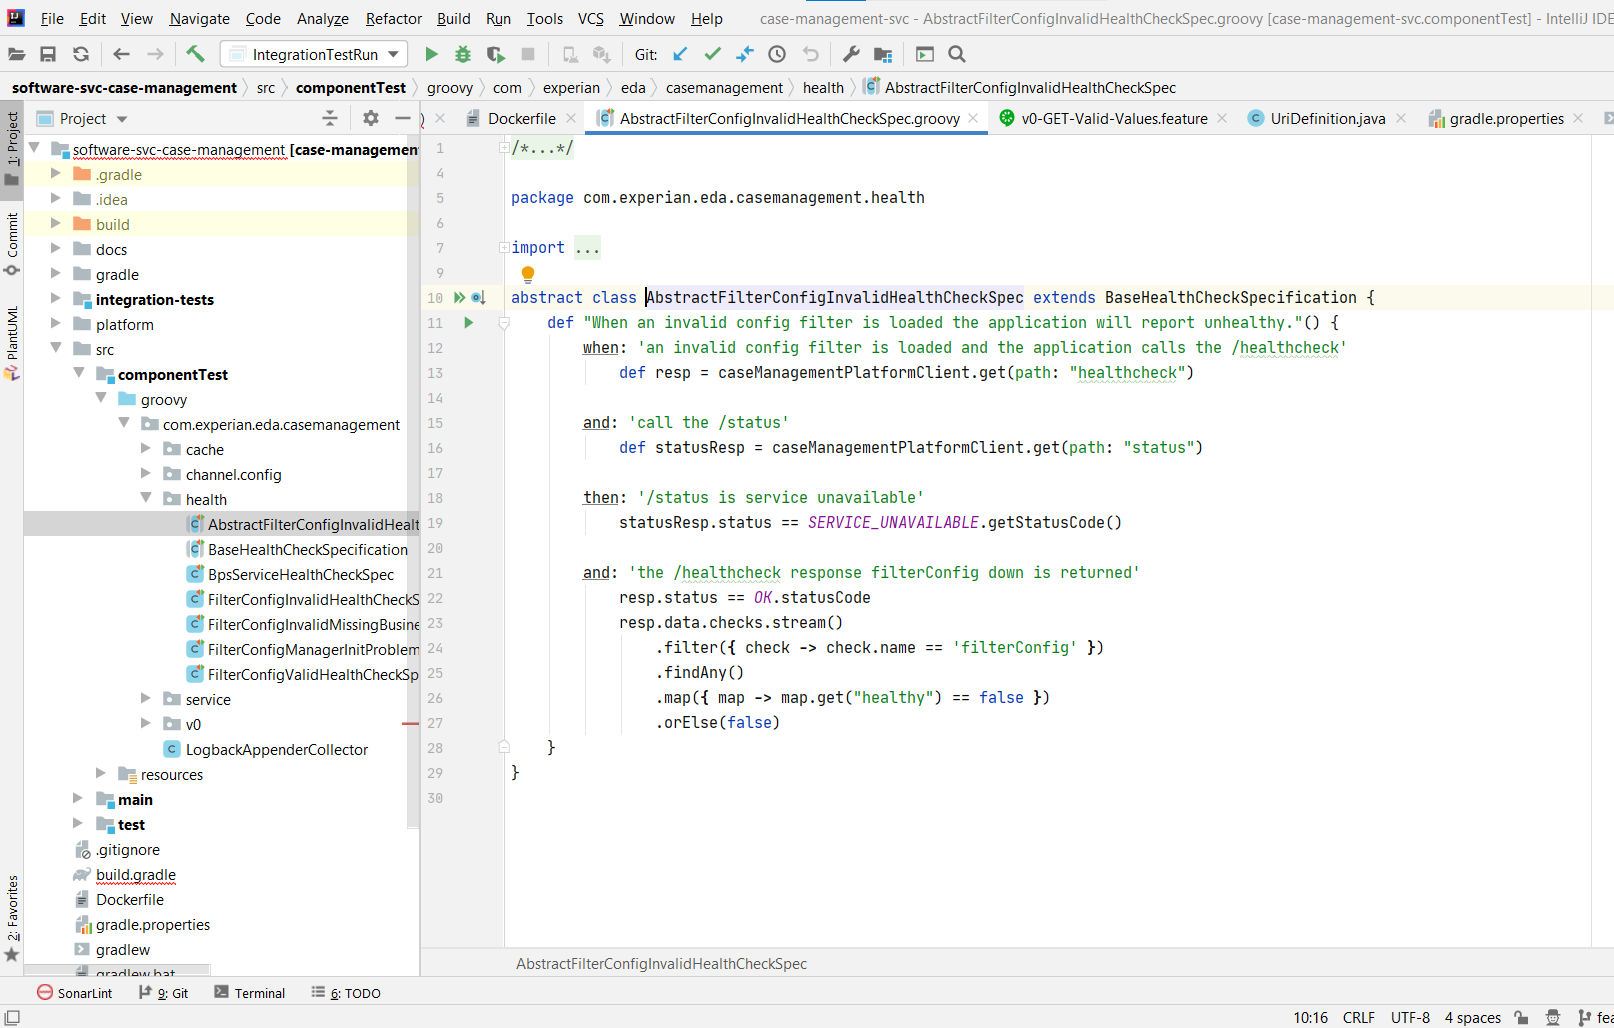 File Edit View Navigate Code Analyze Refactor Build Run Tools VCS Window Help case-management-svc - AbstractFilterConfigInvalidHealthCheckSpec.groovy [case-management-svc.componentTest] - IntelliJ IDE
IntegrationTestRun Git:
software-svc-case-management src componentTest groovy com experian eda casemanagement health AbstractFilterConfigInvalidHealthCheckSpec
Project Dockerfile AbstractFilterConfigInvalidHealthCheckSpec.groovy v0-GET-Valid-Values.feature UriDefinition.java gradle.properties
1: Project
Commit
PlantUML
2: Favorites
software-svc-case-management [case-management
.gradle
.idea
build
docs
gradle
integration-tests
platform
src
componentTest
groovy
com.experian.eda.casemanagement
cache
channel.config
health
AbstractFilterConfigInvalidHealt
BaseHealthCheckSpecification
BpsServiceHealthCheckSpec
FilterConfigInvalidHealthCheckS
FilterConfigInvalidMissingBusine
FilterConfigManagerInitProblem
FilterConfigValidHealthCheckSp
service
v0
LogbackAppenderCollector
resources
main
test
.gitignore
build.gradle
Dockerfile
gradle.properties
gradlew
gradlew.bat
1 /*...*/
4
5 package com.experian.eda.casemanagement.health
6
7 import ...
9
10 abstract class AbstractFilterConfigInvalidHealthCheckSpec extends BaseHealthCheckSpecification {
11 def "When an invalid config filter is loaded the application will report unhealthy."() {
12 when: 'an invalid config filter is loaded and the application calls the /healthcheck'
13 def resp = caseManagementPlatformClient.get(path: "healthcheck")
14
15 and: 'call the /status'
16 def statusResp = caseManagementPlatformClient.get(path: "status")
17
18 then: '/status is service unavailable'
19 statusResp.status == SERVICE_UNAVAILABLE.getStatusCode()
20
21 and: 'the /healthcheck response filterConfig down is returned'
22 resp.status == OK.statusCode
23 resp.data.checks.stream()
24 .filter({ check -> check.name == 'filterConfig' })
25 .findAny()
26 .map({ map -> map.get("healthy") == false })
27 .orElse(false)
28 }
29 }
30
AbstractFilterConfigInvalidHealthCheckSpec
SonarLint 9: Git Terminal 6: TODO
10:16 CRLF UTF-8 4 spaces fea